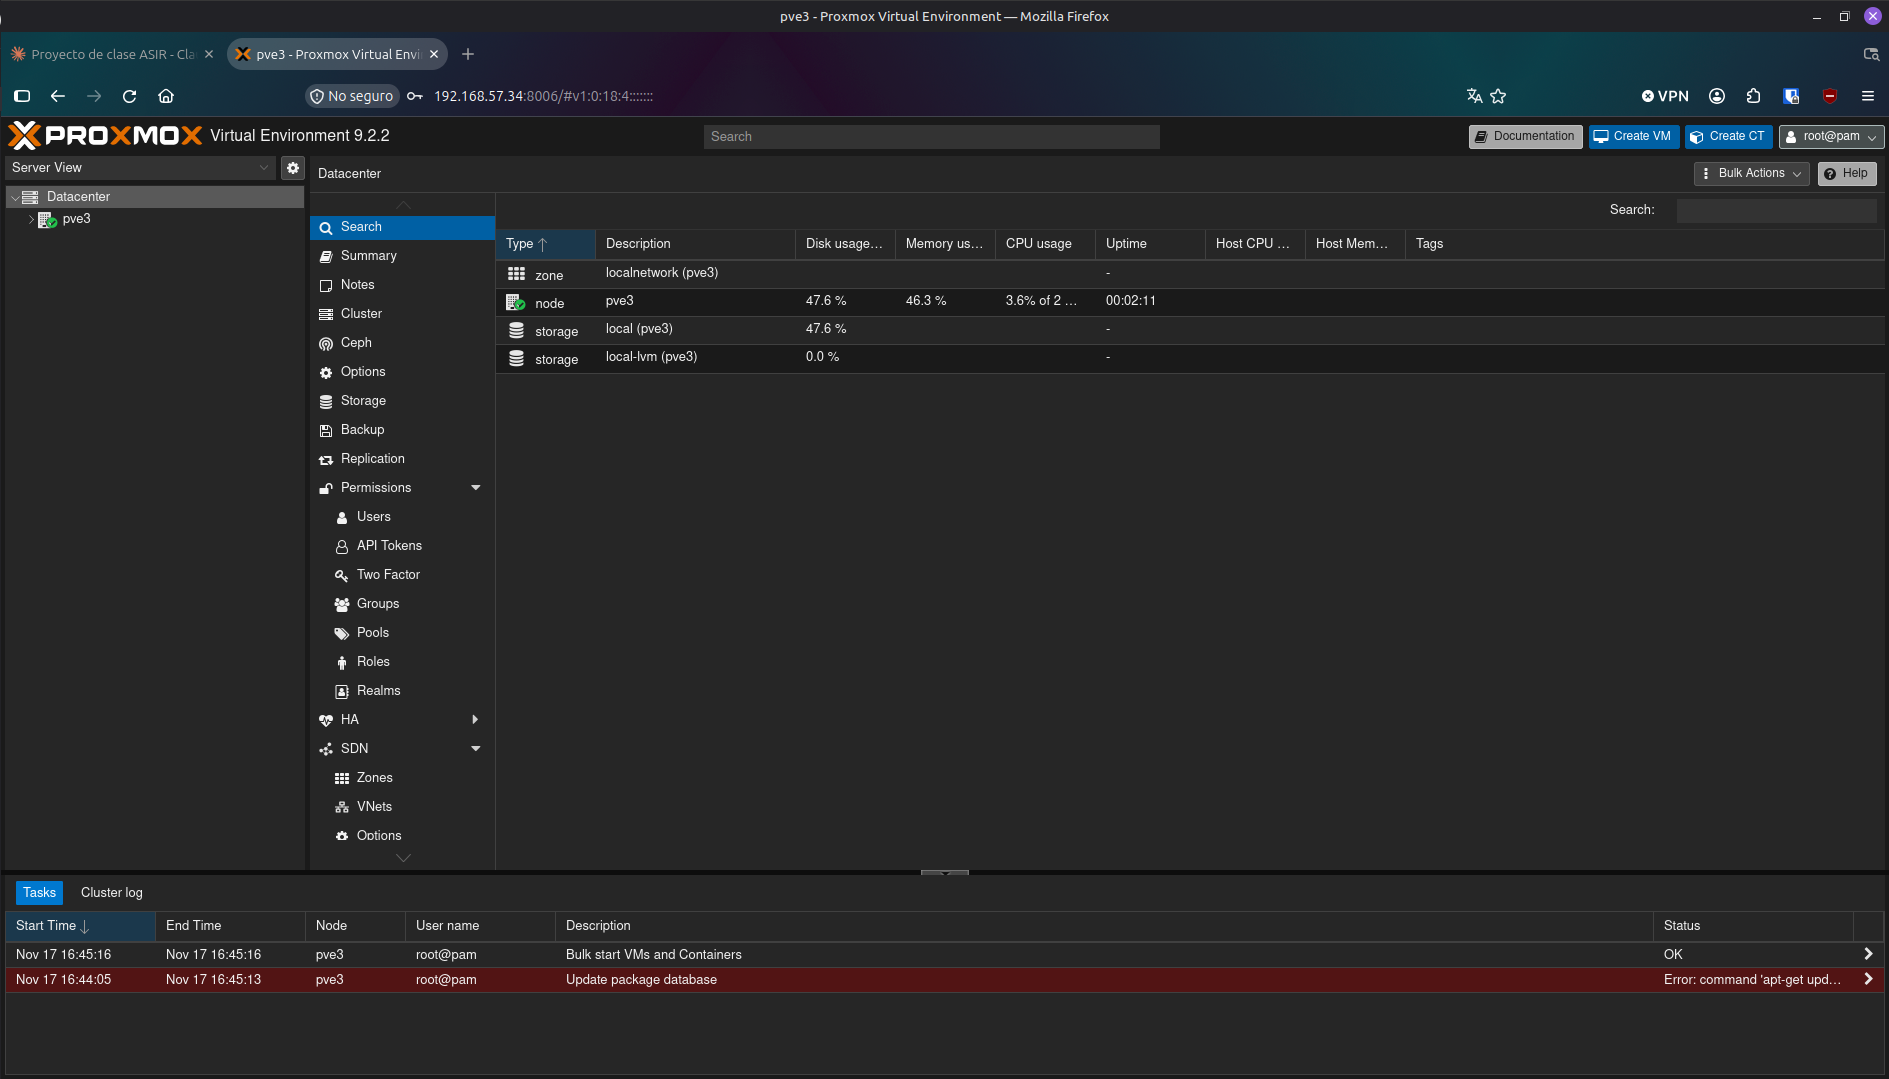 pve3 - Proxmox Virtual Environment — Mozilla Firefox
Proyecto de clase ASIR - Cla
pve3 - Proxmox Virtual Envi
No seguro
192.168.57.34:8006/#v1:0:18:4:::::::
VPN
PROXMOX Virtual Environment 9.2.2
Search
Documentation
Create VM
Create CT
root@pam
Server View
Datacenter
Bulk Actions
Help
Datacenter
pve3
Search
Summary
Notes
Cluster
Ceph
Options
Storage
Backup
Replication
Permissions
Users
API Tokens
Two Factor
Groups
Pools
Roles
Realms
HA
SDN
Zones
VNets
Options
Search:
Type Description Disk usage... Memory us... CPU usage Uptime Host CPU ... Host Mem... Tags
zone localnetwork (pve3) -
node pve3 47.6 % 46.3 % 3.6% of 2 ... 00:02:11
storage local (pve3) 47.6 % -
storage local-lvm (pve3) 0.0 % -
Tasks Cluster log
Start Time End Time Node User name Description Status
Nov 17 16:45:16 Nov 17 16:45:16 pve3 root@pam Bulk start VMs and Containers OK
Nov 17 16:44:05 Nov 17 16:45:13 pve3 root@pam Update package database Error: command 'apt-get upd...